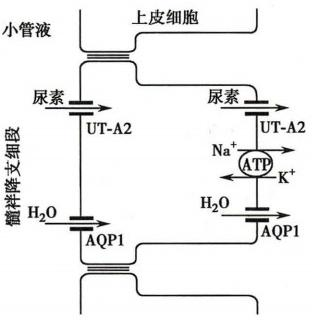 上皮细胞
小管液
尿素
尿素
UT-A2
UT-A2
Na⁺
ATP
K⁺
髓袢降支细段
H₂O
H₂O
AQP1
AQP1